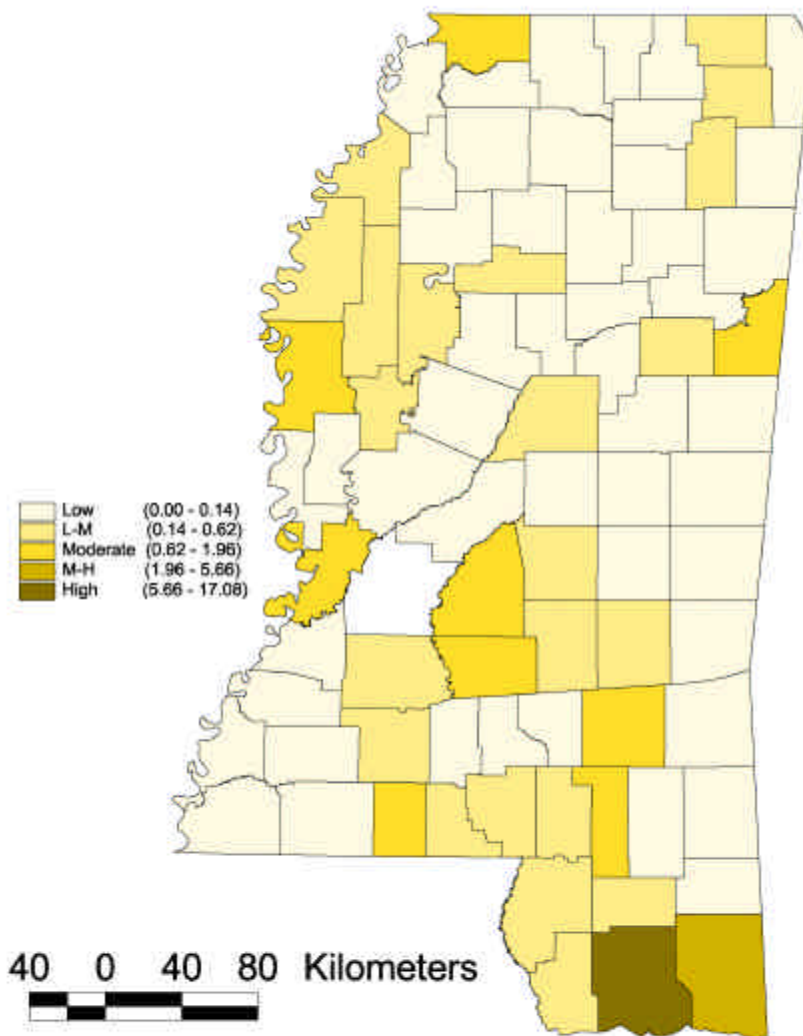 Low (0.00 - 0.14)
L-M (0.14 - 0.62)
Moderate (0.62 - 1.96)
M-H (1.96 - 5.66)
High (5.66 - 17.08)
40 0 40 80 Kilometers